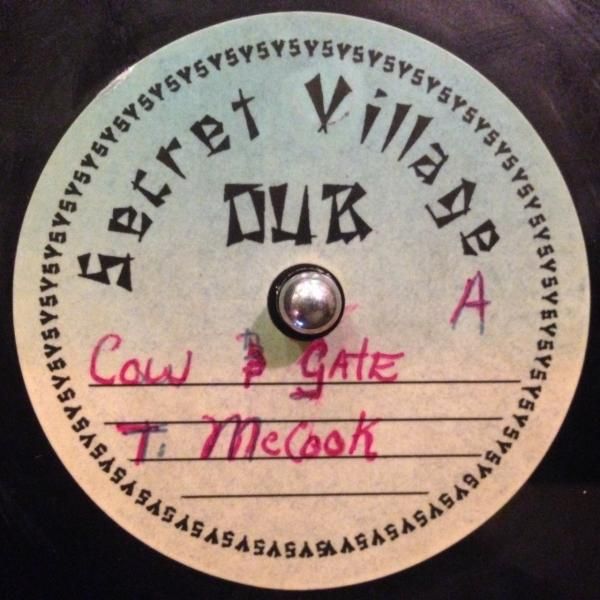 Secret Village
DUB
A
Cow & Gate
T. McCook